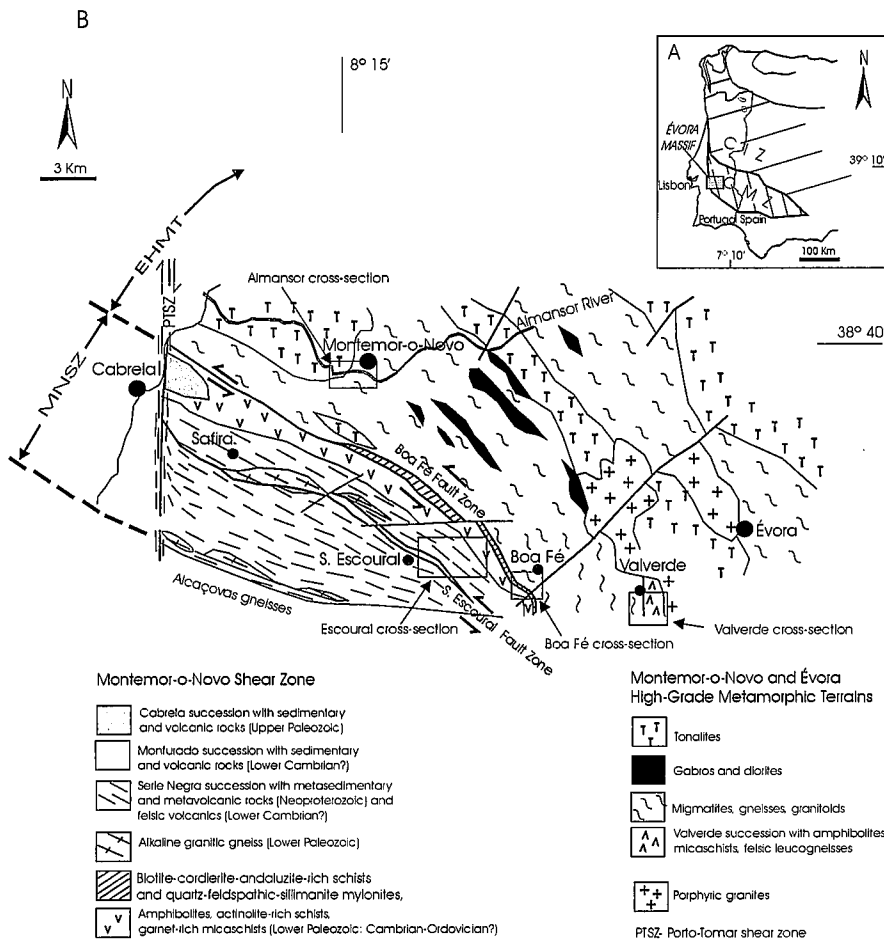 B
8° 15'
N
3 Km
A
N
ÉVORA
MASSIF
Lisbon
CIZ
OMZ
39° 10'
Portugal Spain
7° 10'
100 Km
EHMT
MNSZ
PTSZ
Almansor cross-section
Almansor River
Montemor-o-Novo
38° 40'
Cabrela
Safira
Boa Fé Fault Zone
S. Escoural
Boa Fé
Évora
Valverde
Alcaçovas gneisses
S. Escoural Fault Zone
Escoural cross-section
Boa Fé cross-section
Valverde cross-section
Montemor-o-Novo Shear Zone
Cabrela succession with sedimentary
and volcanic rocks (Upper Paleozoic)
Monfurado succession with sedimentary
and volcanic rocks (Lower Cambrian?)
Serie Negra succession with metasedimentary
and metavolcanic rocks (Neoproterozoic) and
felsic volcanics (Lower Cambrian?)
Alkaline granitic gneiss (Lower Paleozoic)
Biotite-cordierite-andaluzite-rich schists
and quartz-feldspathic-sillimanite mylonites,
Amphibolites, actinolite-rich schists,
garnet-rich micaschists (Lower Paleozoic: Cambrian-Ordovician?)
Montemor-o-Novo and Évora
High-Grade Metamorphic Terrains
Tonalites
Gabros and diorites
Migmatites, gneisses, granitoids
Valverde succession with amphibolites
micaschists, felsic leucogneisses
Porphyric granites
PTSZ- Porto-Tomar shear zone